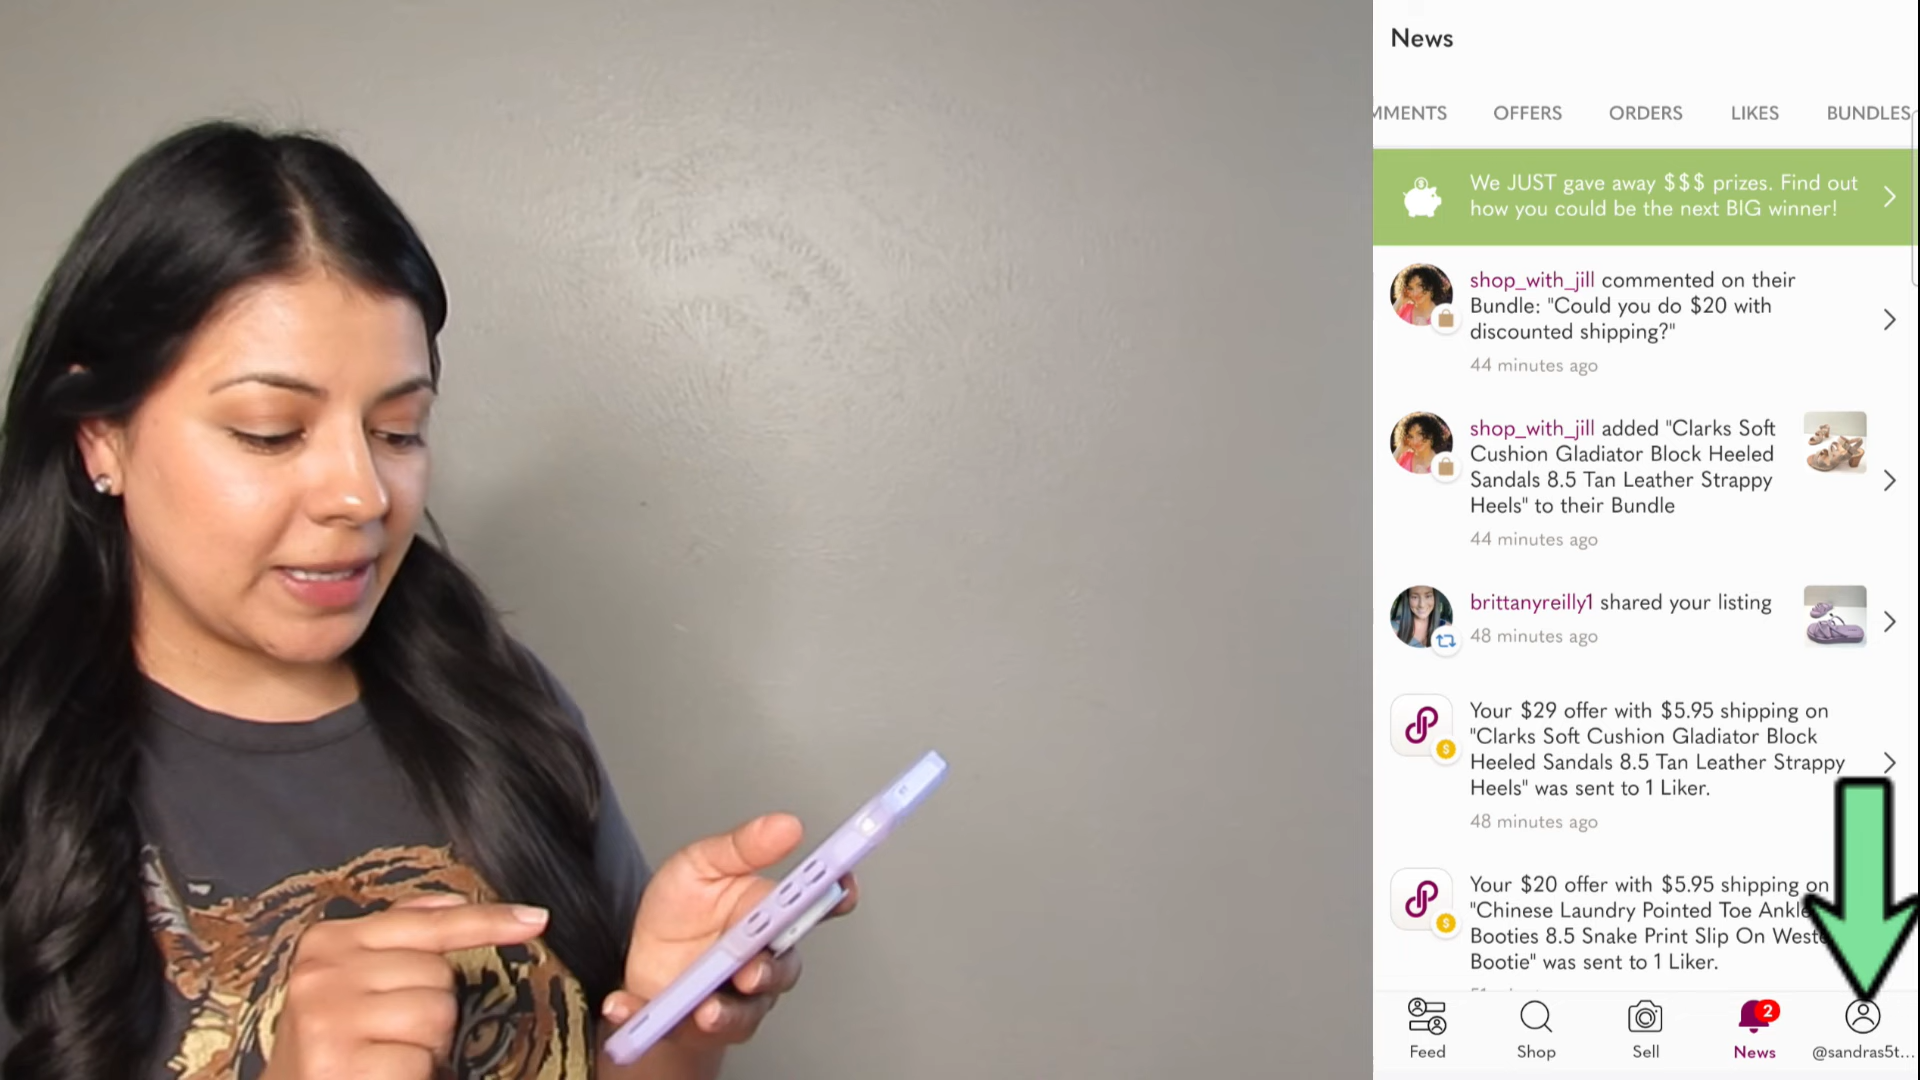 News
MMENTS OFFERS ORDERS LIKES BUNDLES
We JUST gave away $$$ prizes. Find out
how you could be the next BIG winner!
shop_with_jill commented on their
Bundle: "Could you do $20 with
discounted shipping?"
44 minutes ago
shop_with_jill added "Clarks Soft
Cushion Gladiator Block Heeled
Sandals 8.5 Tan Leather Strappy
Heels" to their Bundle
44 minutes ago
brittanyreilly1 shared your listing
48 minutes ago
Your $29 offer with $5.95 shipping on
"Clarks Soft Cushion Gladiator Block
Heeled Sandals 8.5 Tan Leather Strappy
Heels" was sent to 1 Liker.
48 minutes ago
Your $20 offer with $5.95 shipping on
"Chinese Laundry Pointed Toe Ankle
Booties 8.5 Snake Print Slip On Weste
Bootie" was sent to 1 Liker.
2
Feed Shop Sell News @sandras5t...